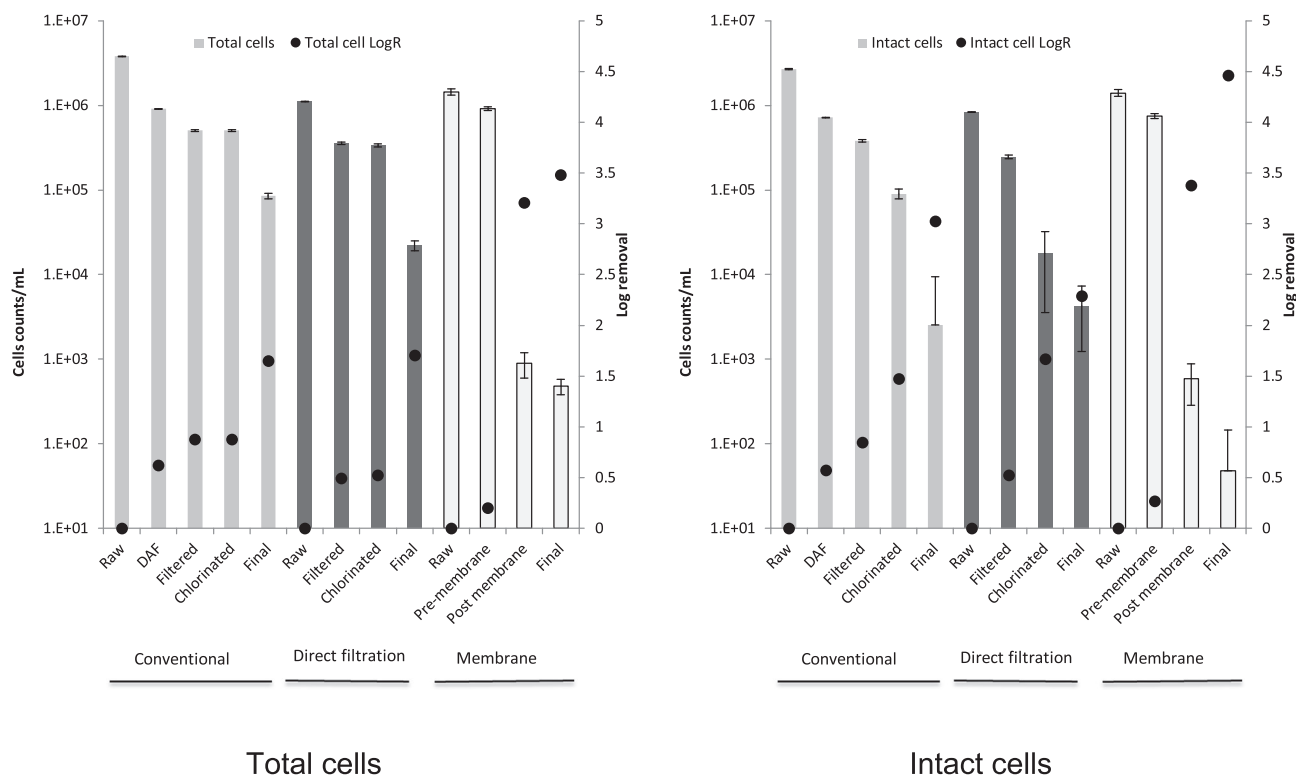 Total cells Total cell LogR
Cells counts/mL
1.E+07
1.E+06
1.E+05
1.E+04
1.E+03
1.E+02
1.E+01
5
4.5
4
3.5
3
2.5
2
1.5
1
0.5
0
Log removal
Raw
DAF
Filtered
Chlorinated
Final
Raw
Filtered
Chlorinated
Final
Raw
Pre-membrane
Post membrane
Final
Conventional Direct filtration Membrane
Total cells
Intact cells Intact cell LogR
Cells counts/mL
1.E+07
1.E+06
1.E+05
1.E+04
1.E+03
1.E+02
1.E+01
5
4.5
4
3.5
3
2.5
2
1.5
1
0.5
0
Log removal
Raw
DAF
Filtered
Chlorinated
Final
Raw
Filtered
Chlorinated
Final
Raw
Pre-membrane
Post membrane
Final
Conventional Direct filtration Membrane
Intact cells